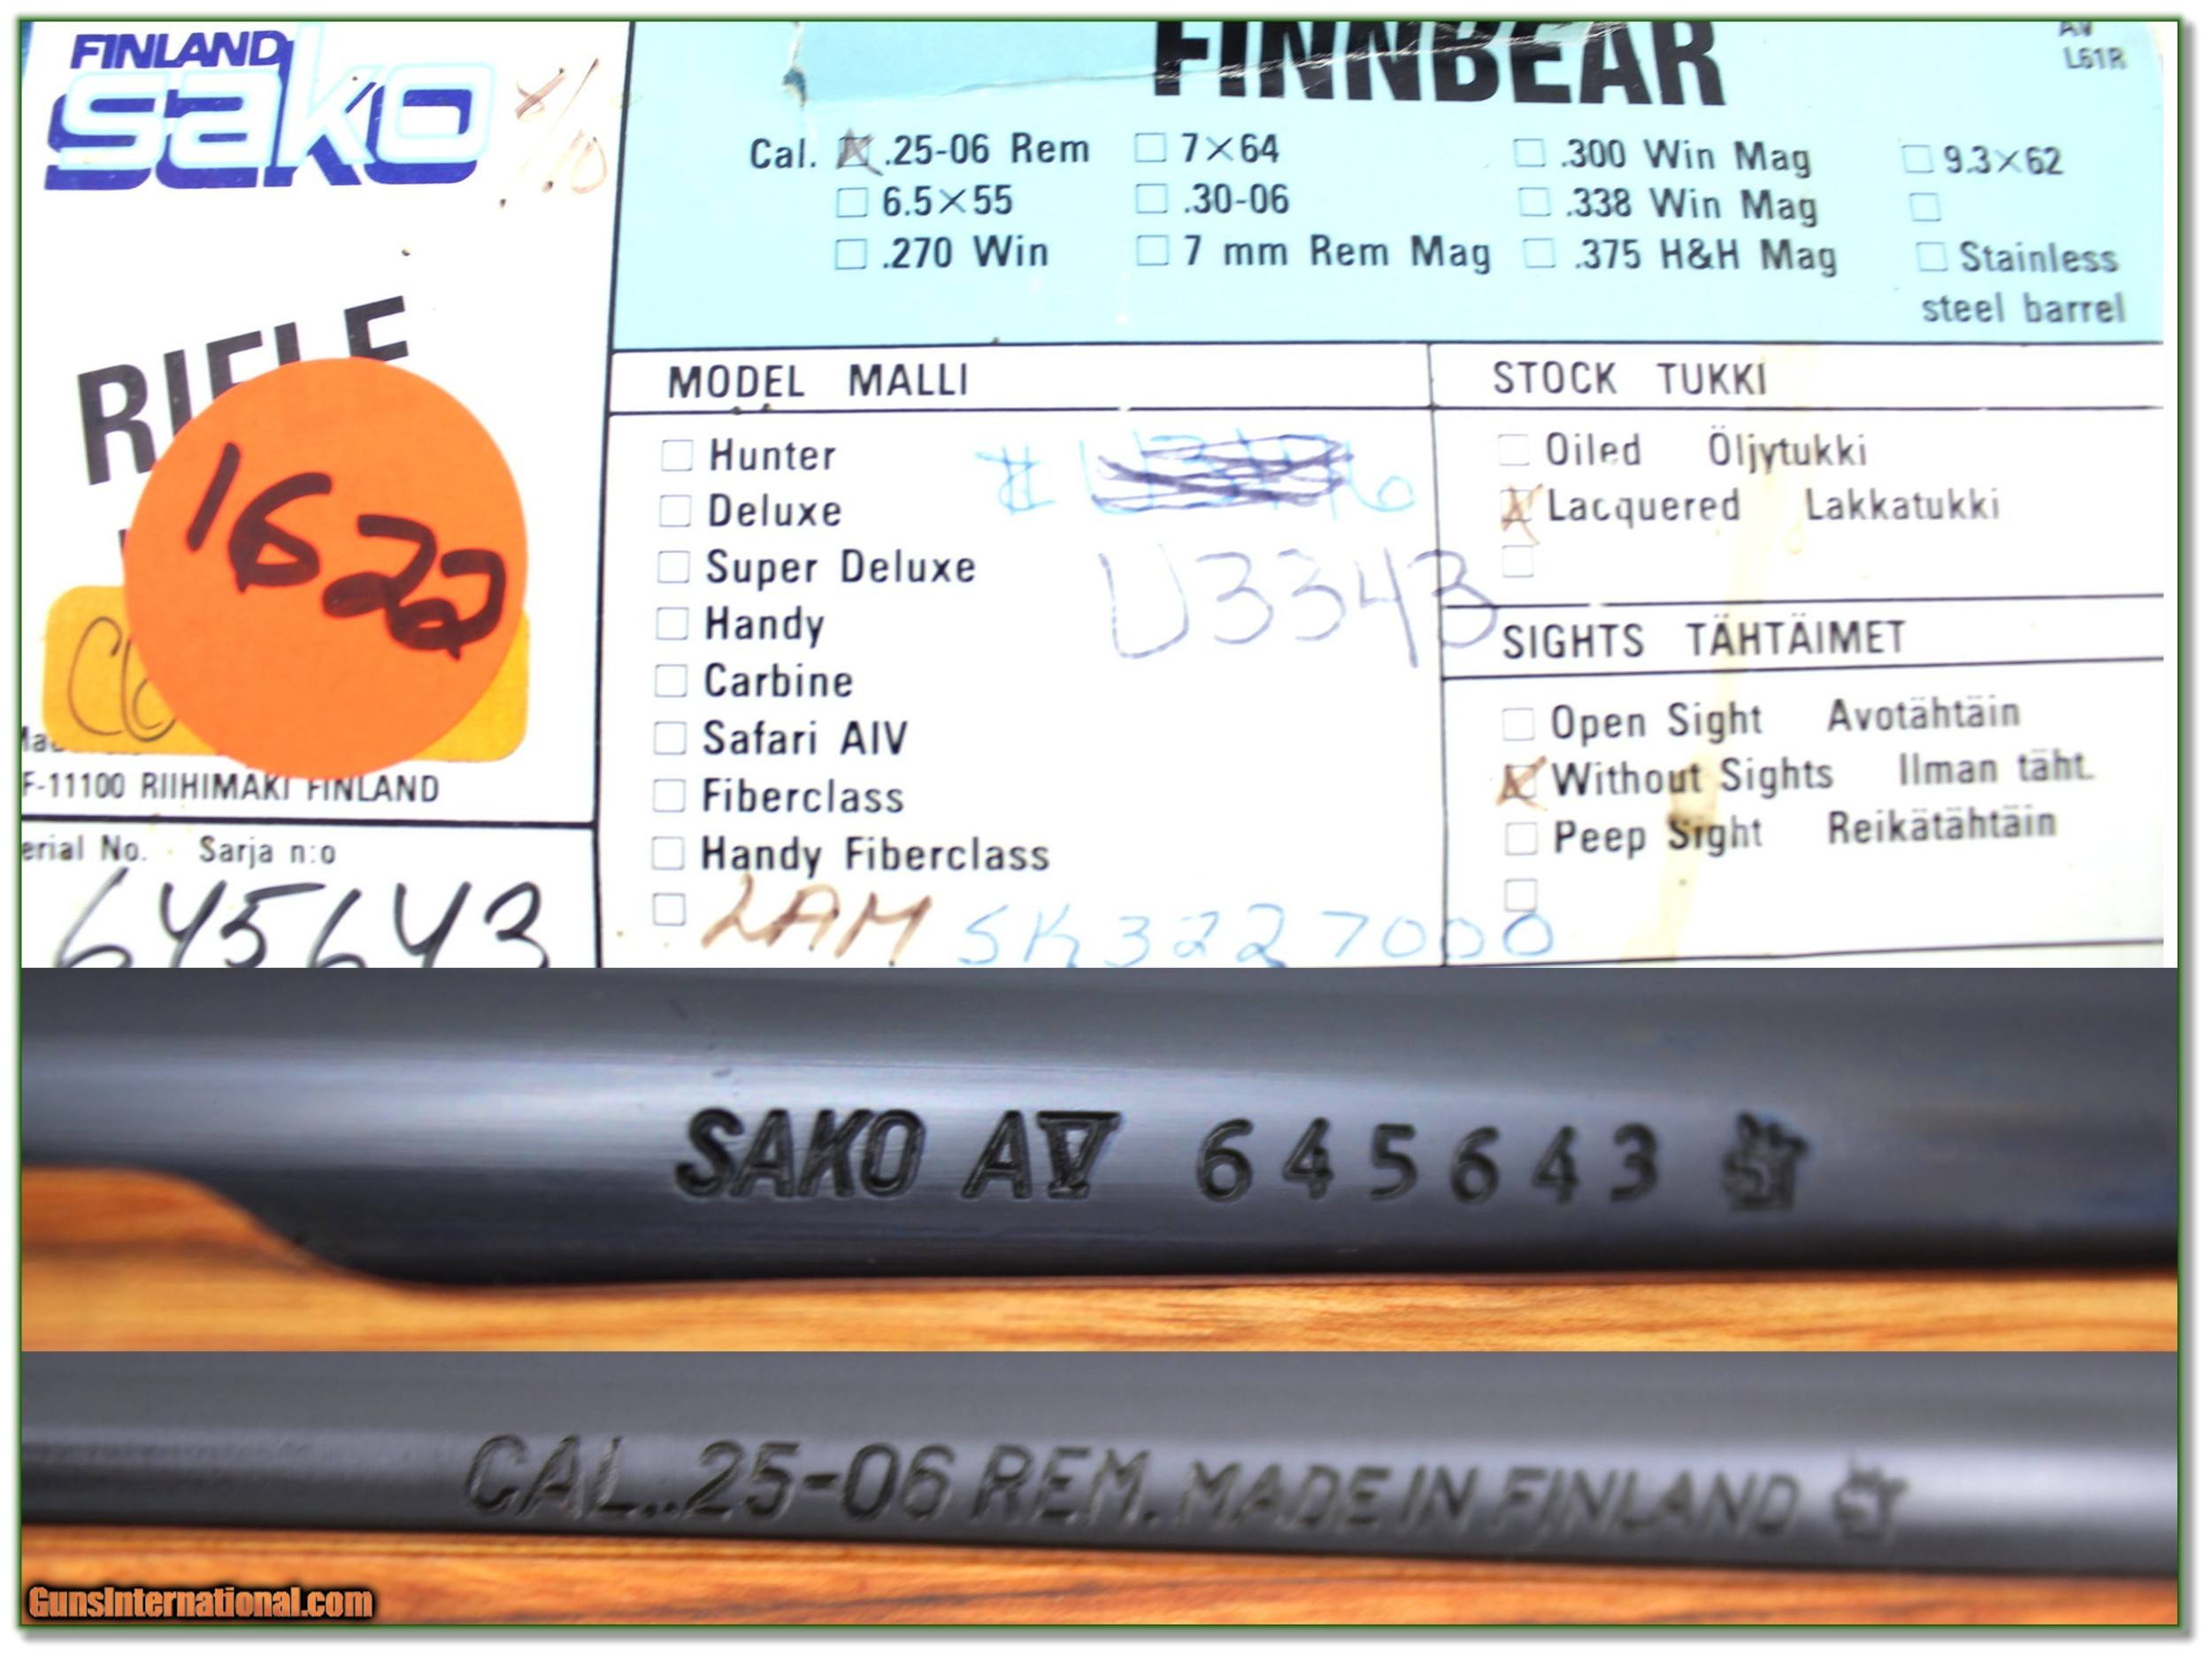 FINLAND
sako
RIFLE
1622
F-11100 RIIHIMÄKI FINLAND
erial No. Sarja n:o
645643
FINNBEAR
AV
L61R
Cal. .25-06 Rem 7×64 .300 Win Mag 9.3×62
6.5×55 .30-06 .338 Win Mag
.270 Win 7 mm Rem Mag .375 H&H Mag Stainless
steel barrel
MODEL MALLI
Hunter
Deluxe
Super Deluxe
U3343
Handy
Carbine
Safari AIV
Fiberclass
Handy Fiberclass
LAM SK3227000
STOCK TUKKI
Oiled Öljytukki
Lacquered Lakkatukki
SIGHTS TÄHTÄIMET
Open Sight Avotähtäin
Without Sights Ilman täht.
Peep Sight Reikätähtäin
SAKO AV 645643
CAL..25-06 REM. MADE IN FINLAND
GunsInternational.com